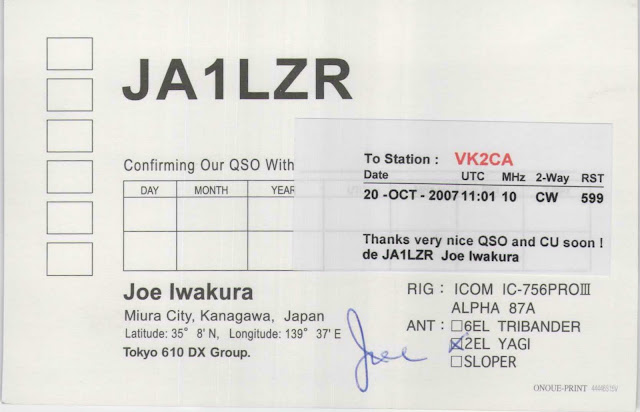 JA1LZR
Confirming Our QSO With
To Station : VK2CA
Date UTC MHz 2-Way RST
20 -OCT - 2007 11:01 10 CW 599
Thanks very nice QSO and CU soon !
de JA1LZR Joe Iwakura
DAY MONTH YEAR
Joe Iwakura
Miura City, Kanagawa, Japan
Latitude: 35° 8' N, Longitude: 139° 37' E
Tokyo 610 DX Group.
Joe
RIG : ICOM IC-756PROIII
ALPHA 87A
ANT : □6EL TRIBANDER
☒2EL YAGI
□SLOPER
ONOUE-PRINT